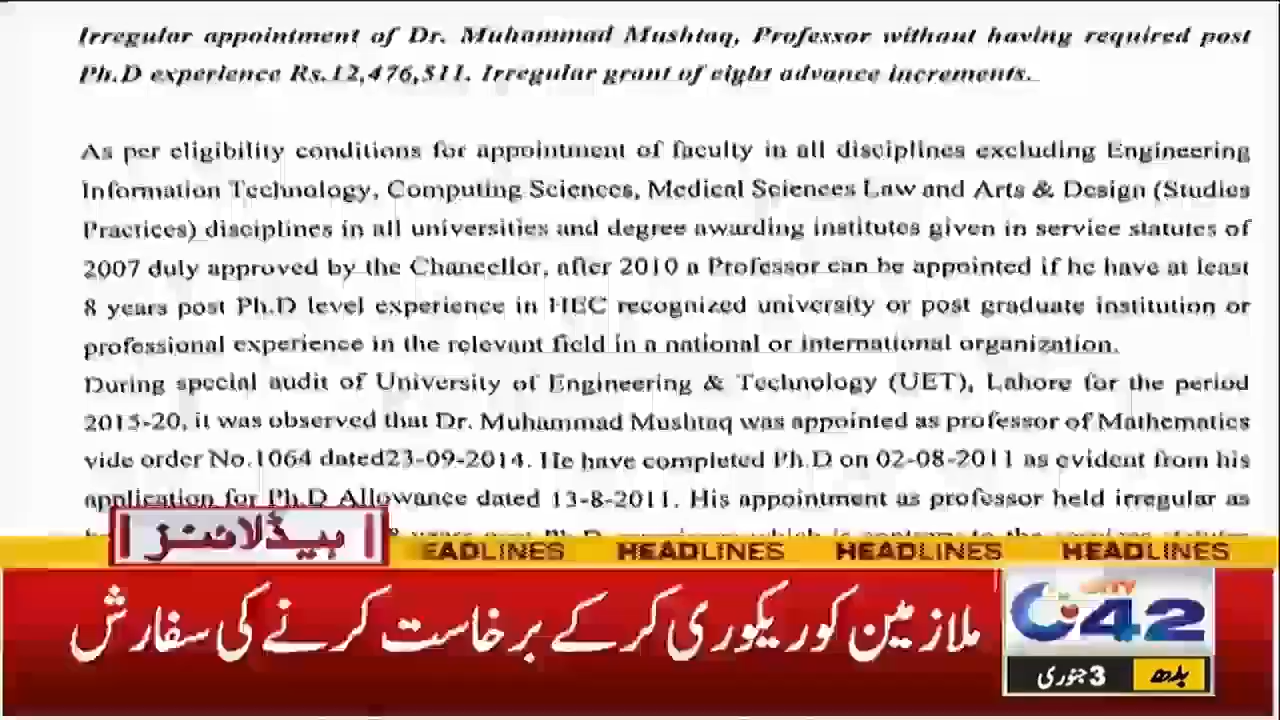 Irregular appointment of Dr. Muhammad Mushtaq, Professor without having required post
Ph.D experience Rs.12,476,511. Irregular grant of eight advance increments.
As per eligibility conditions for appointment of faculty in all disciplines excluding Engineering
Information Technology, Computing Sciences, Medical Sciences Law and Arts & Design (Studies
Practices) disciplines in all universities and degree awarding institutes given in service statutes of
2007 duly approved by the Chancellor, after 2010 a Professor can be appointed if he have at least
8 years post Ph.D level experience in HEC recognized university or post graduate institution or
professional experience in the relevant field in a national or international organization.
During special audit of University of Engineering & Technology (UET), Lahore for the period
2015-20, it was observed that Dr. Muhammad Mushtaq was appointed as professor of Mathematics
vide order No.1064 dated23-09-2014. He have completed Ph.D on 02-08-2011 as evident from his
application for Ph.D Allowance dated 13-8-2011. His appointment as professor held irregular as
ہیڈلائنز
EADLINES HEADLINES HEADLINES HEADLINES
ملازمین کو ریکوری کر کے برخاست کرنے کی سفارش
42
بدھ 3 جنوری